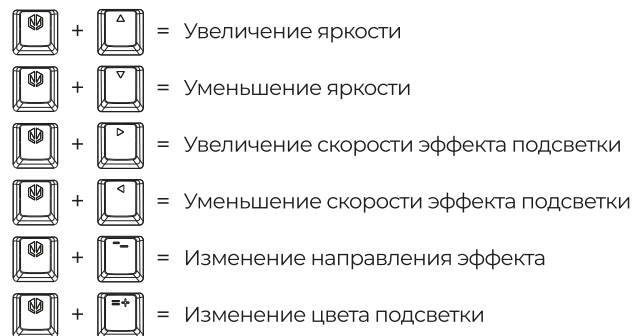 + △ = Увеличение яркости
+ ▽ = Уменьшение яркости
+ ▷ = Увеличение скорости эффекта подсветки
+ ◁ = Уменьшение скорости эффекта подсветки
+ -_ = Изменение направления эффекта
+ =+ = Изменение цвета подсветки